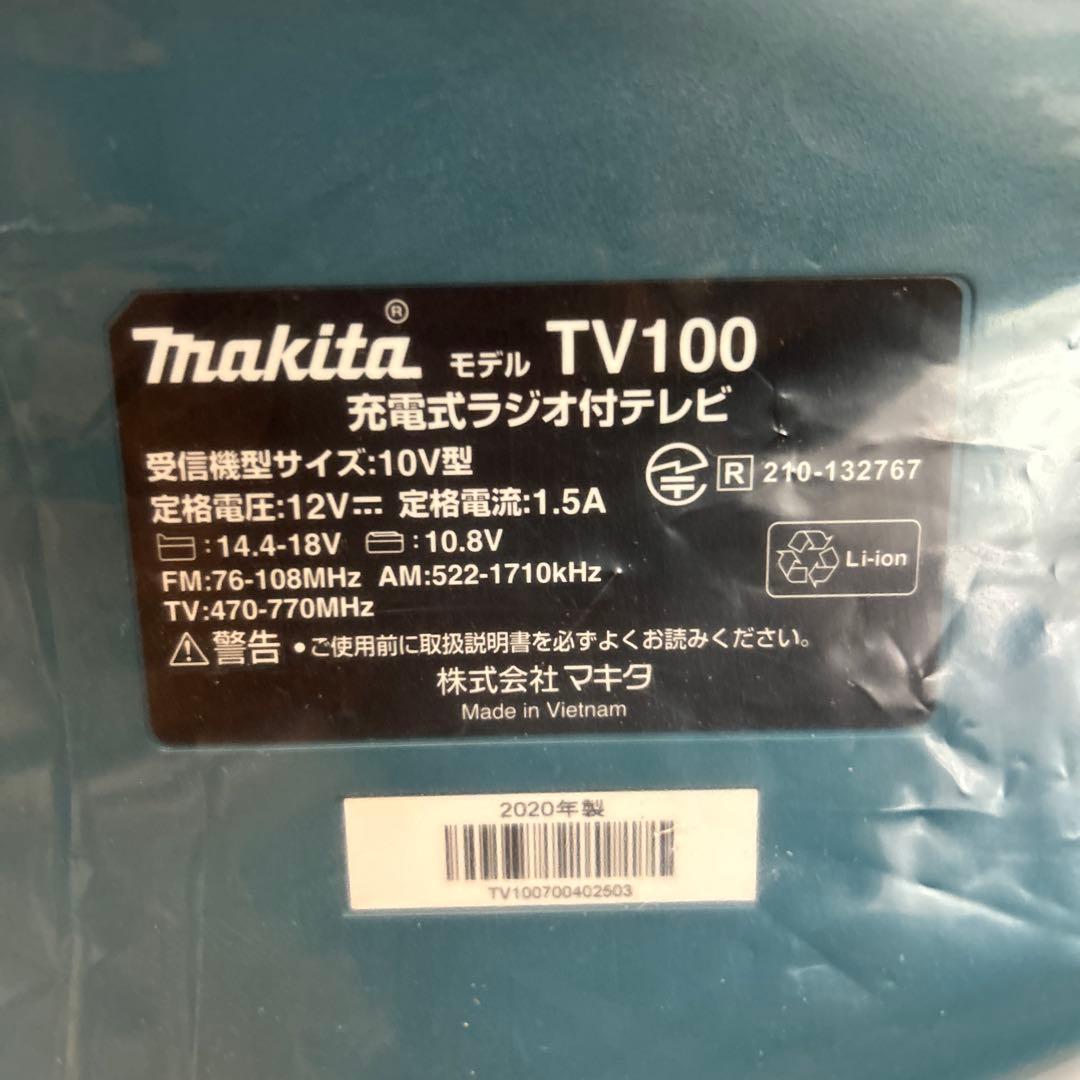 makita® モデル TV100
充電式ラジオ付テレビ
受信機型サイズ:10V型
R 210-132767
定格電圧:12V⎓ 定格電流:1.5A
:14.4-18V :10.8V
Li-ion
FM:76-108MHz AM:522-1710kHz
TV:470-770MHz
⚠警告 •ご使用前に取扱説明書を必ずよくお読みください。
株式会社マキタ
Made in Vietnam
2020年製
TV100700402503